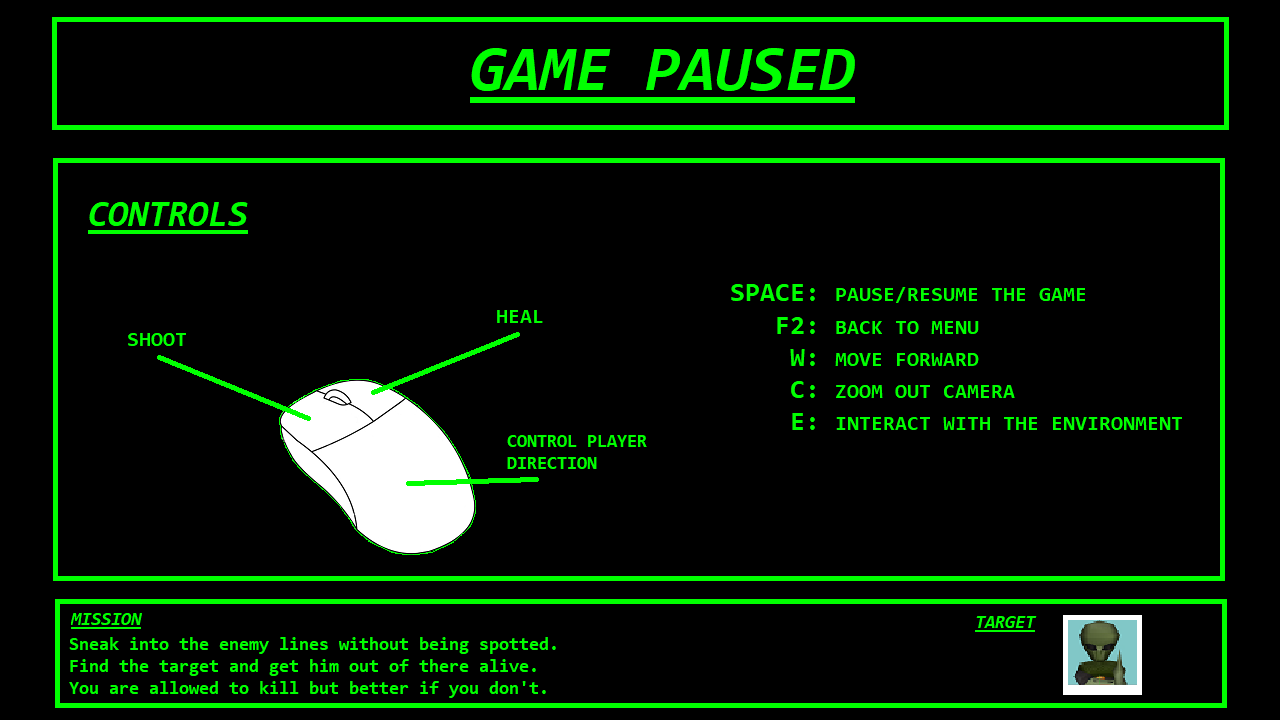 GAME PAUSED
CONTROLS
SHOOT
HEAL
CONTROL PLAYER
DIRECTION
SPACE: PAUSE/RESUME THE GAME
F2: BACK TO MENU
W: MOVE FORWARD
C: ZOOM OUT CAMERA
E: INTERACT WITH THE ENVIRONMENT
MISSION
Sneak into the enemy lines without being spotted.
Find the target and get him out of there alive.
You are allowed to kill but better if you don't.
TARGET